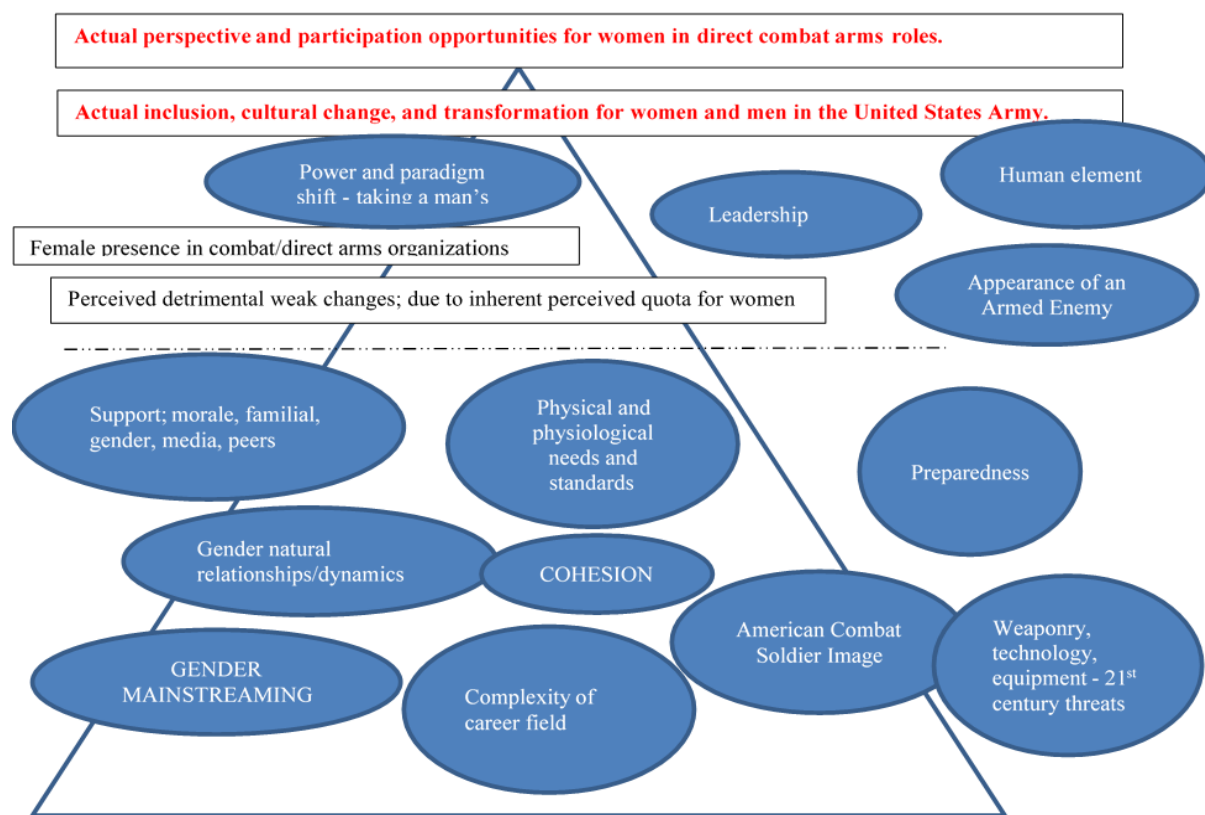 Actual perspective and participation opportunities for women in direct combat arms roles.
Actual inclusion, cultural change, and transformation for women and men in the United States Army.
Power and paradigm
shift - taking a man's
Leadership
Human element
Female presence in combat/direct arms organizations
Perceived detrimental weak changes; due to inherent perceived quota for women
Appearance of an
Armed Enemy
Support; morale, familial,
gender, media, peers
Physical and
physiological
needs and
standards
Preparedness
Gender natural
relationships/dynamics
COHESION
GENDER
MAINSTREAMING
Complexity of
career field
American Combat
Soldier Image
Weaponry,
technology,
equipment - 21st
century threats